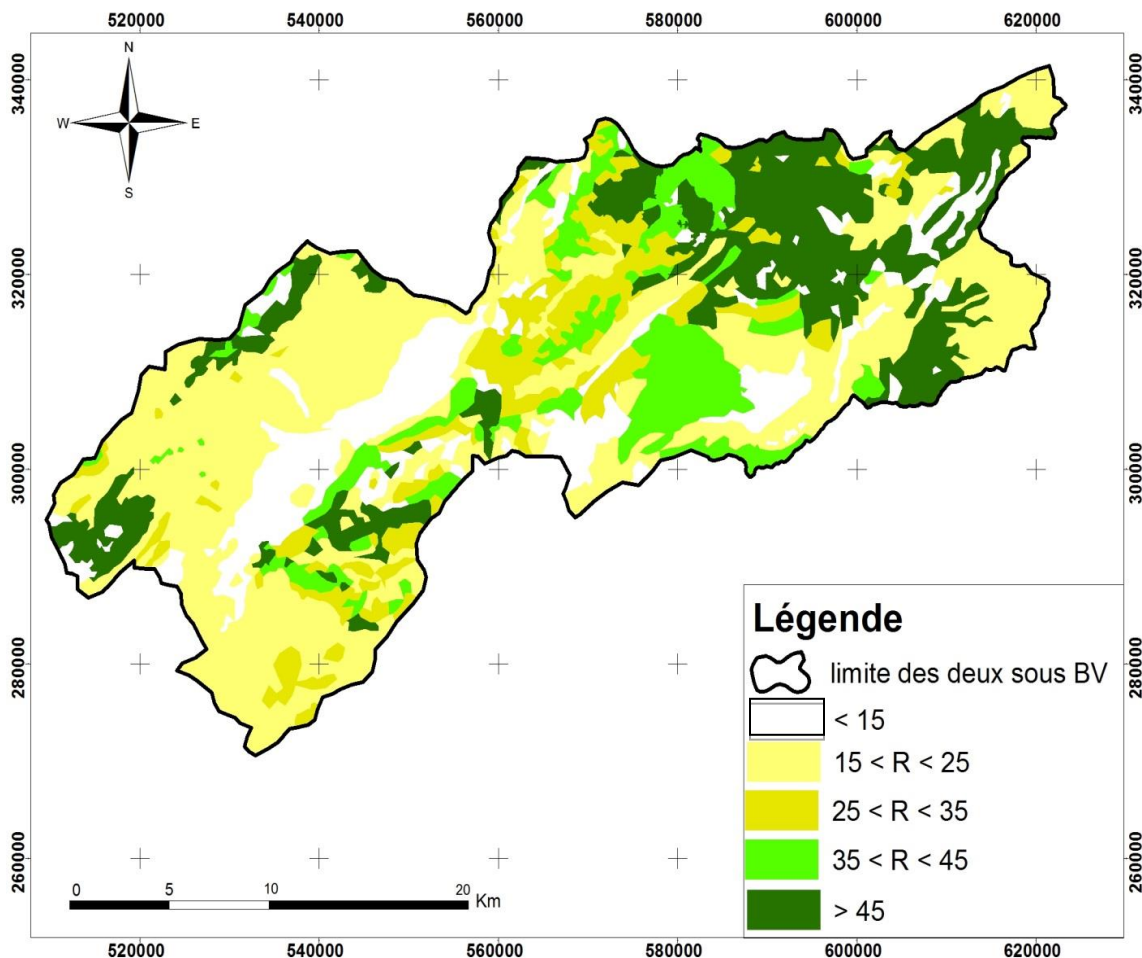 520000 540000 560000 580000 600000 620000
340000 340000
320000 320000
300000 300000
280000 280000
260000 260000
N
W E
S
Légende
limite des deux sous BV
< 15
15 < R < 25
25 < R < 35
35 < R < 45
> 45
0 5 10 20
Km
520000 540000 560000 580000 600000 620000